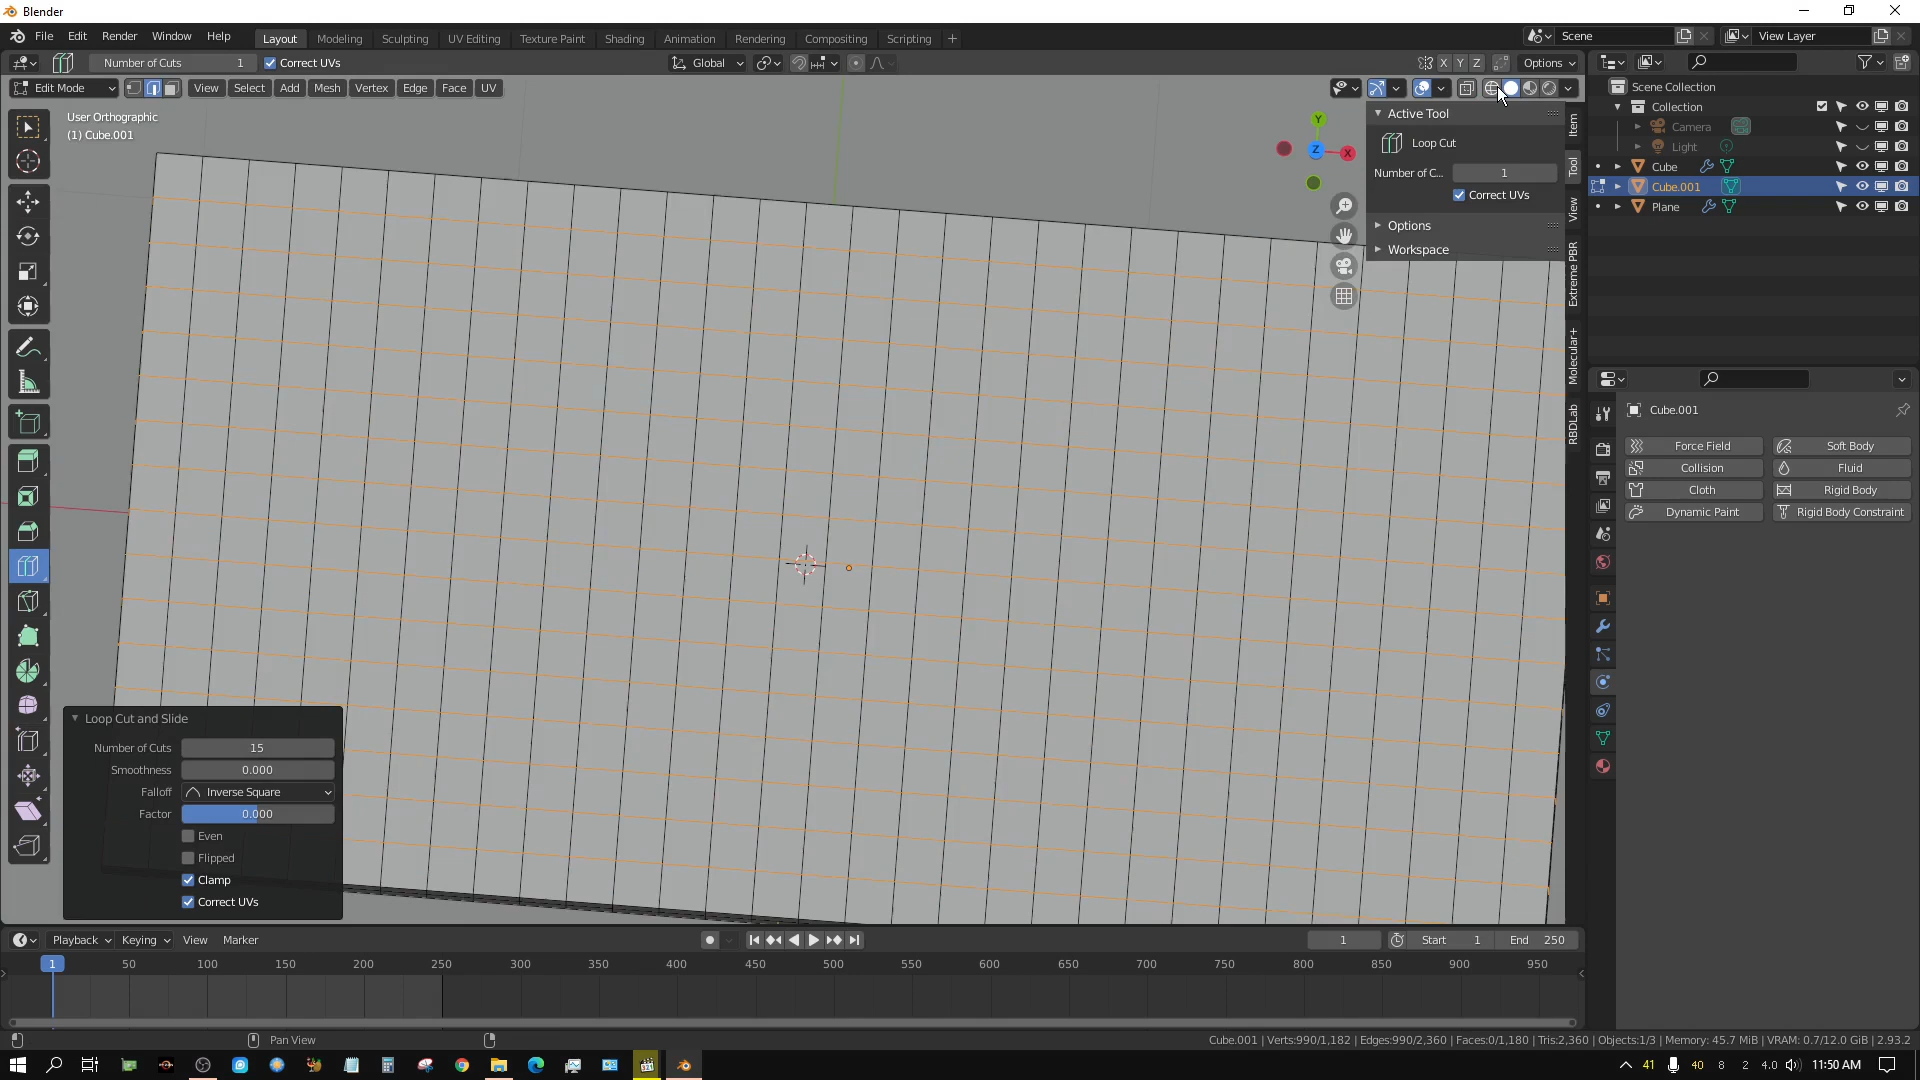 Blender
File Edit Render Window Help Layout Modeling Sculpting UV Editing Texture Paint Shading Animation Rendering Compositing Scripting + Scene View Layer
Number of Cuts 1 Correct UVs Global X Y Z Options
Edit Mode View Select Add Mesh Vertex Edge Face UV
User Orthographic
(1) Cube.001
Y
Z X
Active Tool
Loop Cut
Number of C... 1
Correct UVs
Options
Workspace
Item
Tool
View
Extreme PBR
Molecular+
RBDLab
Scene Collection
Collection
Camera
Light
Cube
Cube.001
Plane
Cube.001
Force Field Soft Body
Collision Fluid
Cloth Rigid Body
Dynamic Paint Rigid Body Constraint
Loop Cut and Slide
Number of Cuts 15
Smoothness 0.000
Falloff Inverse Square
Factor 0.000
Even
Flipped
Clamp
Correct UVs
Playback Keying View Marker 1 Start 1 End 250
1 50 100 150 200 250 300 350 400 450 500 550 600 650 700 750 800 850 900 950
Pan View
Cube.001 | Verts:990/1,182 | Edges:990/2,360 | Faces:0/1,180 | Tris:2,360 | Objects:1/3 | Memory: 45.7 MiB | VRAM: 0.7/12.0 GiB | 2.93.2
41 40 8 2 4.0 11:50 AM